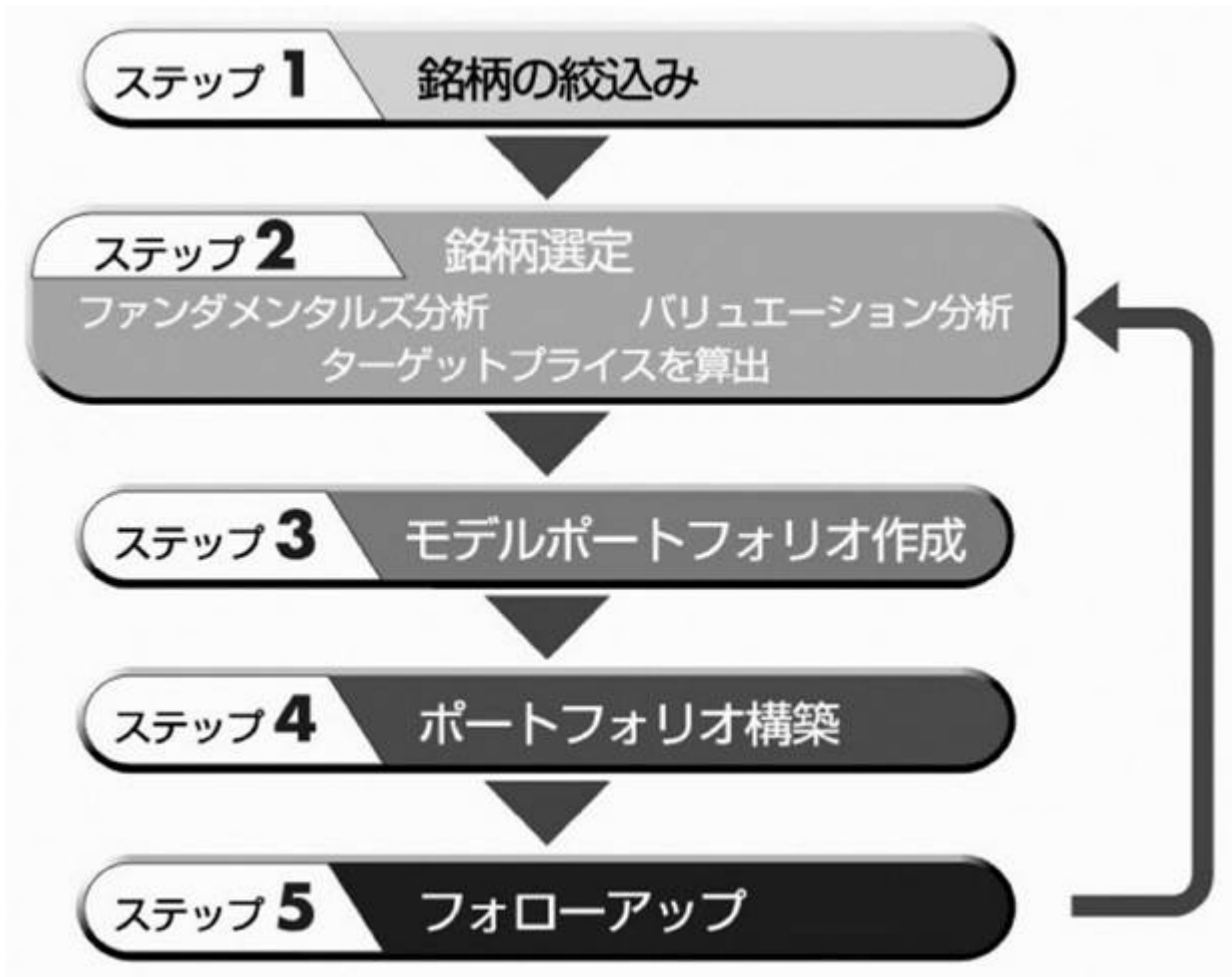 ステップ 1 銘柄の絞込み
ステップ 2 銘柄選定
ファンダメンタルズ分析 バリュエーション分析
ターゲットプライスを算出
ステップ 3 モデルポートフォリオ作成
ステップ 4 ポートフォリオ構築
ステップ 5 フォローアップ